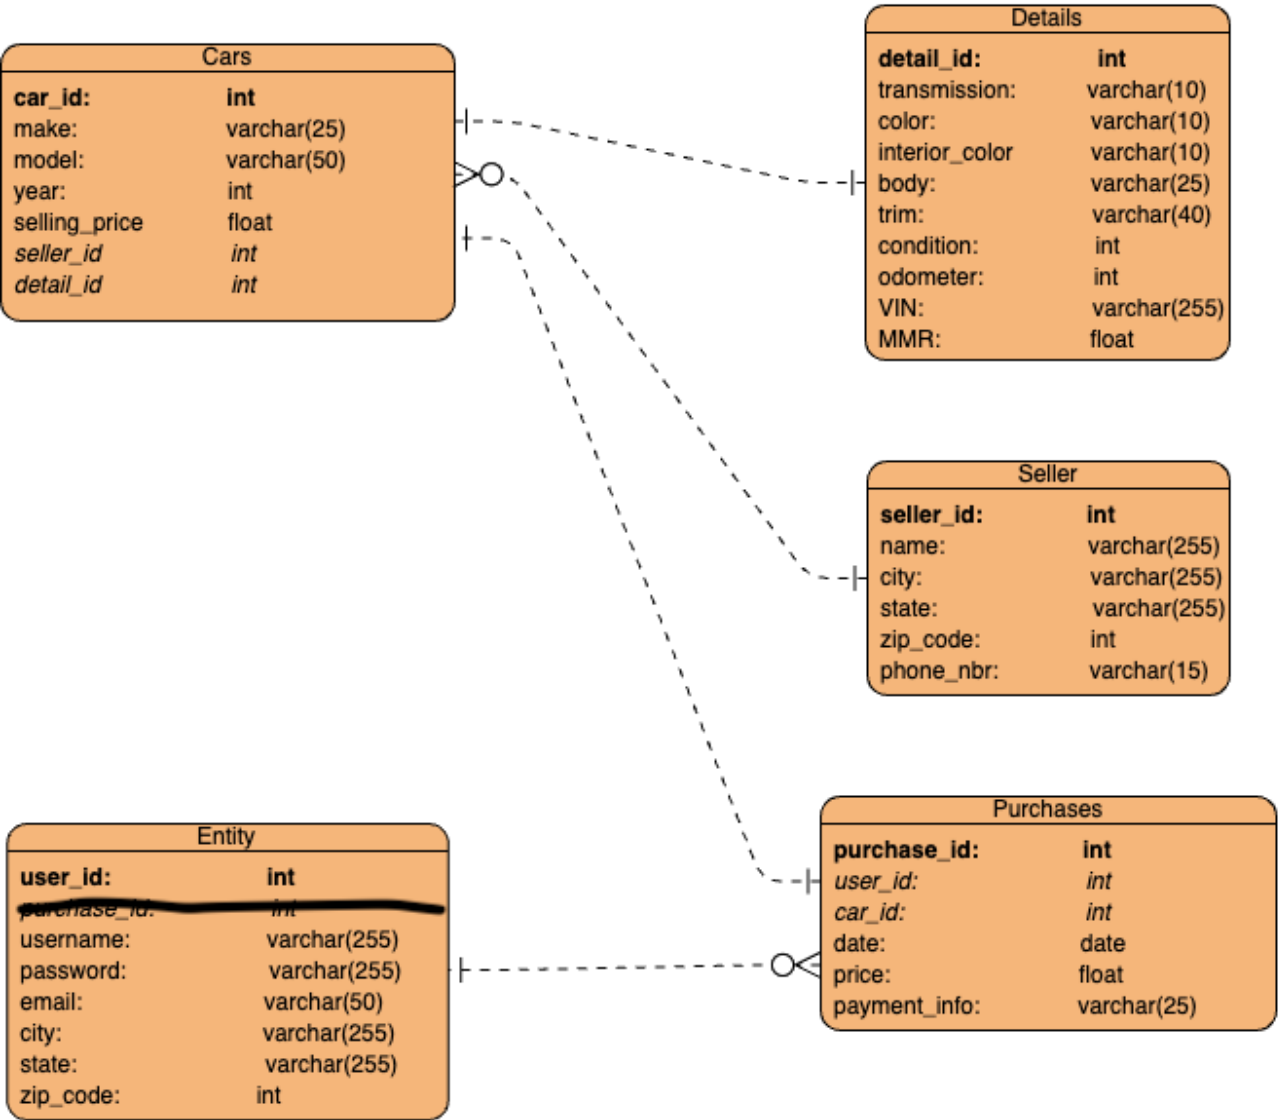 Cars
car_id: int
make: varchar(25)
model: varchar(50)
year: int
selling_price float
seller_id int
detail_id int
Details
detail_id: int
transmission: varchar(10)
color: varchar(10)
interior_color varchar(10)
body: varchar(25)
trim: varchar(40)
condition: int
odometer: int
VIN: varchar(255)
MMR: float
Seller
seller_id: int
name: varchar(255)
city: varchar(255)
state: varchar(255)
zip_code: int
phone_nbr: varchar(15)
Entity
user_id: int
purchase_id: int
username: varchar(255)
password: varchar(255)
email: varchar(50)
city: varchar(255)
state: varchar(255)
zip_code: int
Purchases
purchase_id: int
user_id: int
car_id: int
date: date
price: float
payment_info: varchar(25)